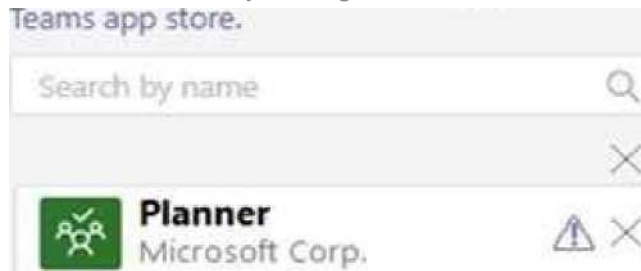 Teams app store.
Search by name
Planner
Microsoft Corp.